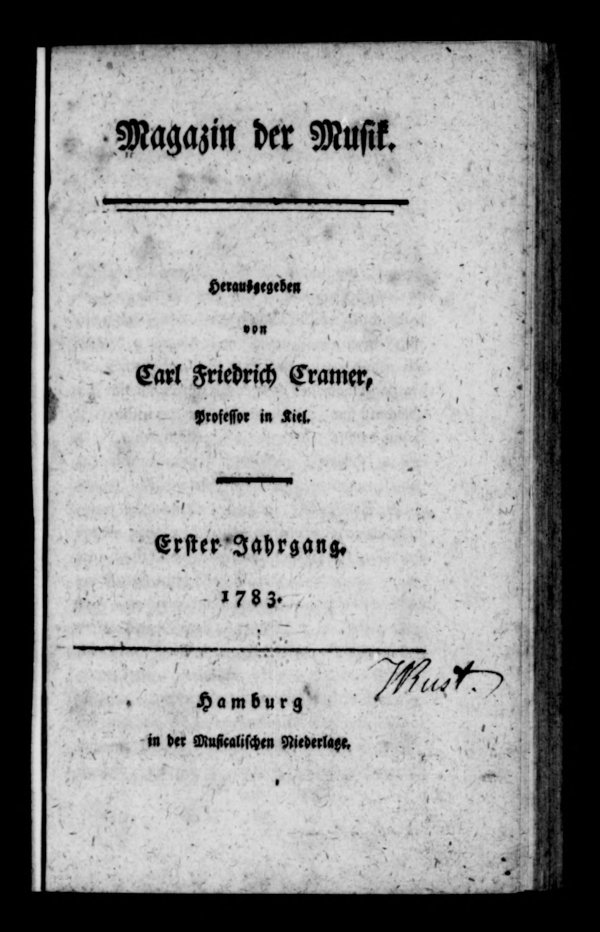 Magazin der Musik.
Herausgegeben
von
Carl Friedrich Cramer,
Professor in Kiel.
Erster Jahrgang.
1783.
WRust.
Hamburg
in der Musicalischen Niederlage.